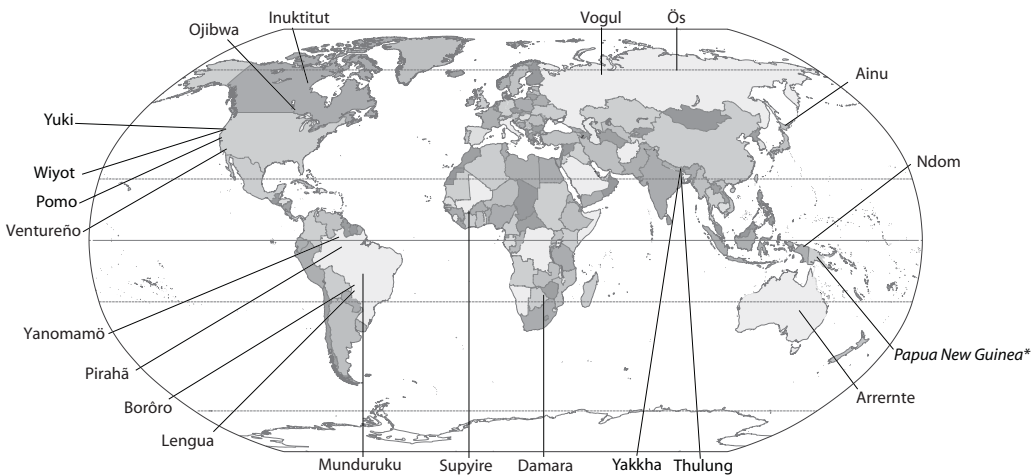 Inuktitut
Vogul
Ös
Ojibwa
Ainu
Yuki
Ndom
Wiyot
Pomo
Ventureño
Yanomamö
Papua New Guinea*
Pirahã
Arrernte
Borôro
Lengua
Munduruku
Supyire
Damara
Yakkha
Thulung